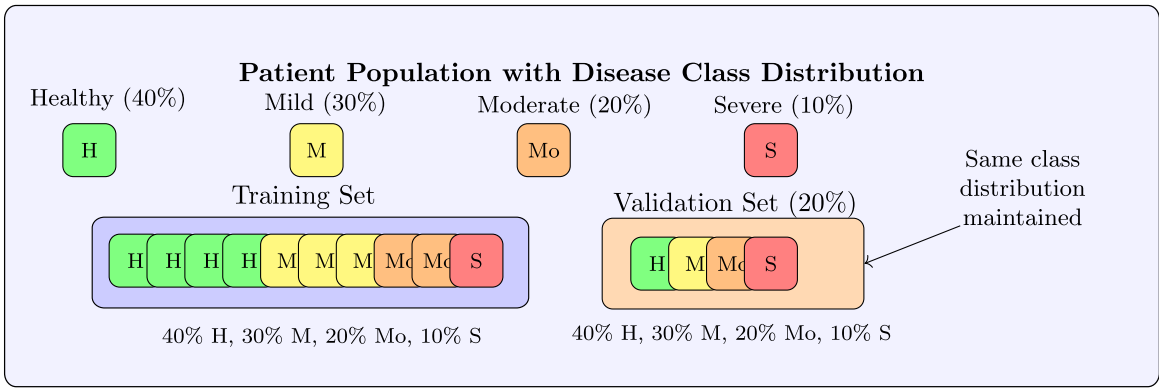 Patient Population with Disease Class Distribution
Healthy (40%) Mild (30%) Moderate (20%) Severe (10%)
H M Mo S
Same class
distribution
maintained
Training Set Validation Set (20%)
H H H H M M M Mo Mo S H M Mo S
40% H, 30% M, 20% Mo, 10% S 40% H, 30% M, 20% Mo, 10% S